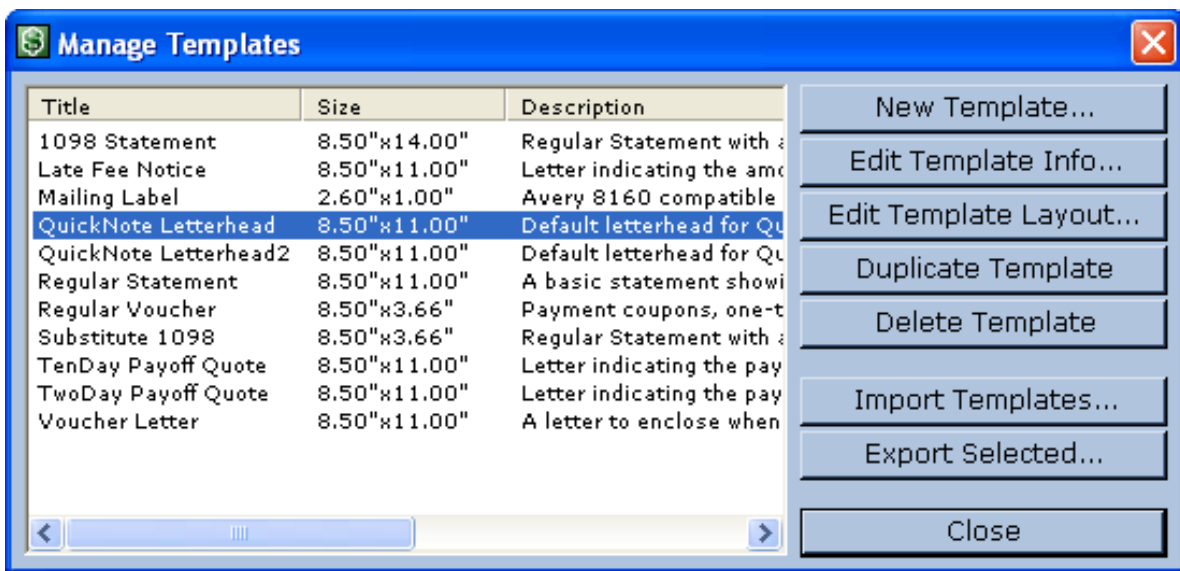 Manage Templates
Title Size Description
1098 Statement 8.50"x14.00" Regular Statement with
Late Fee Notice 8.50"x11.00" Letter indicating the
Mailing Label 2.60"x1.00" Avery 8160 compatible
QuickNote Letterhead 8.50"x11.00" Default letterhead for
QuickNote Letterhead2 8.50"x11.00" Default letterhead for
Regular Statement 8.50"x11.00" A basic statement showi
Regular Voucher 8.50"x3.66" Payment coupons, one-t
Substitute 1098 8.50"x3.66" Regular Statement with
TenDay Payoff Quote 8.50"x11.00" Letter indicating the pay
TwoDay Payoff Quote 8.50"x11.00" Letter indicating the pay
Voucher Letter 8.50"x11.00" A letter to enclose when
New Template...
Edit Template Info...
Edit Template Layout...
Duplicate Template
Delete Template
Import Templates...
Export Selected...
Close